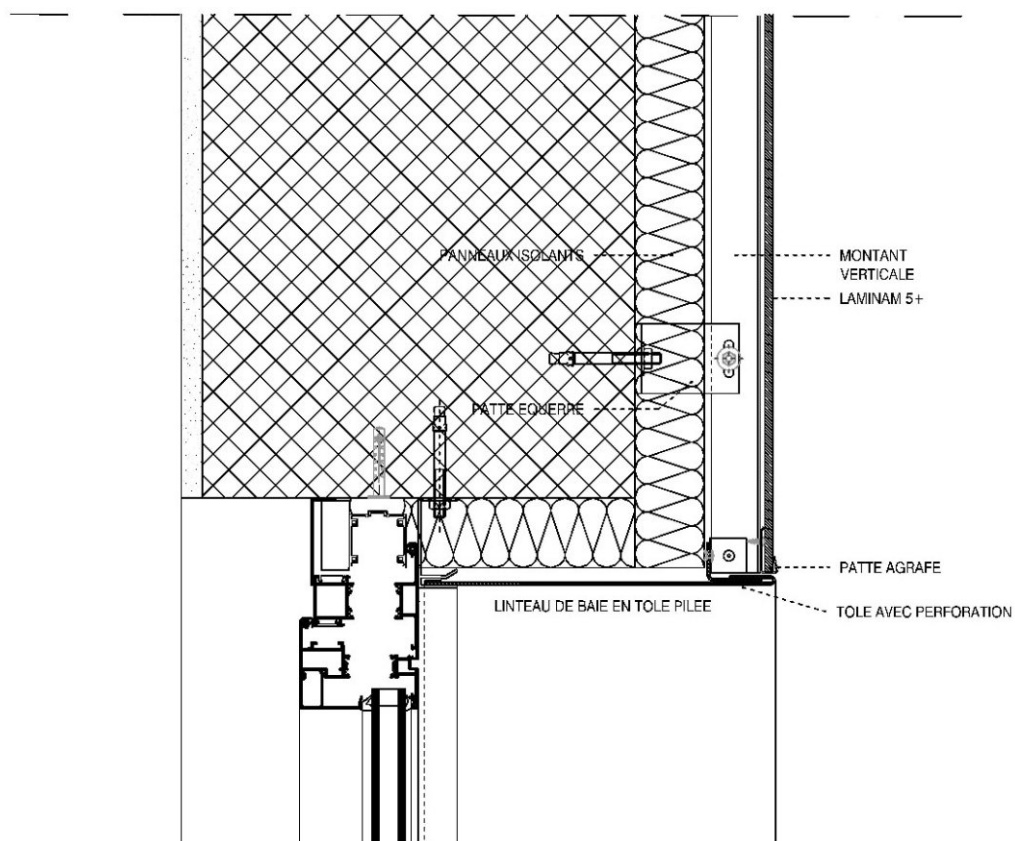 PANNEAUX ISOLANTS
MONTANT
VERTICALE
LAMINAM 5+
PATTE EQUERRE
PATTE AGRAFE
LINTEAU DE BAIE EN TOLE PILEE
TOLE AVEC PERFORATION